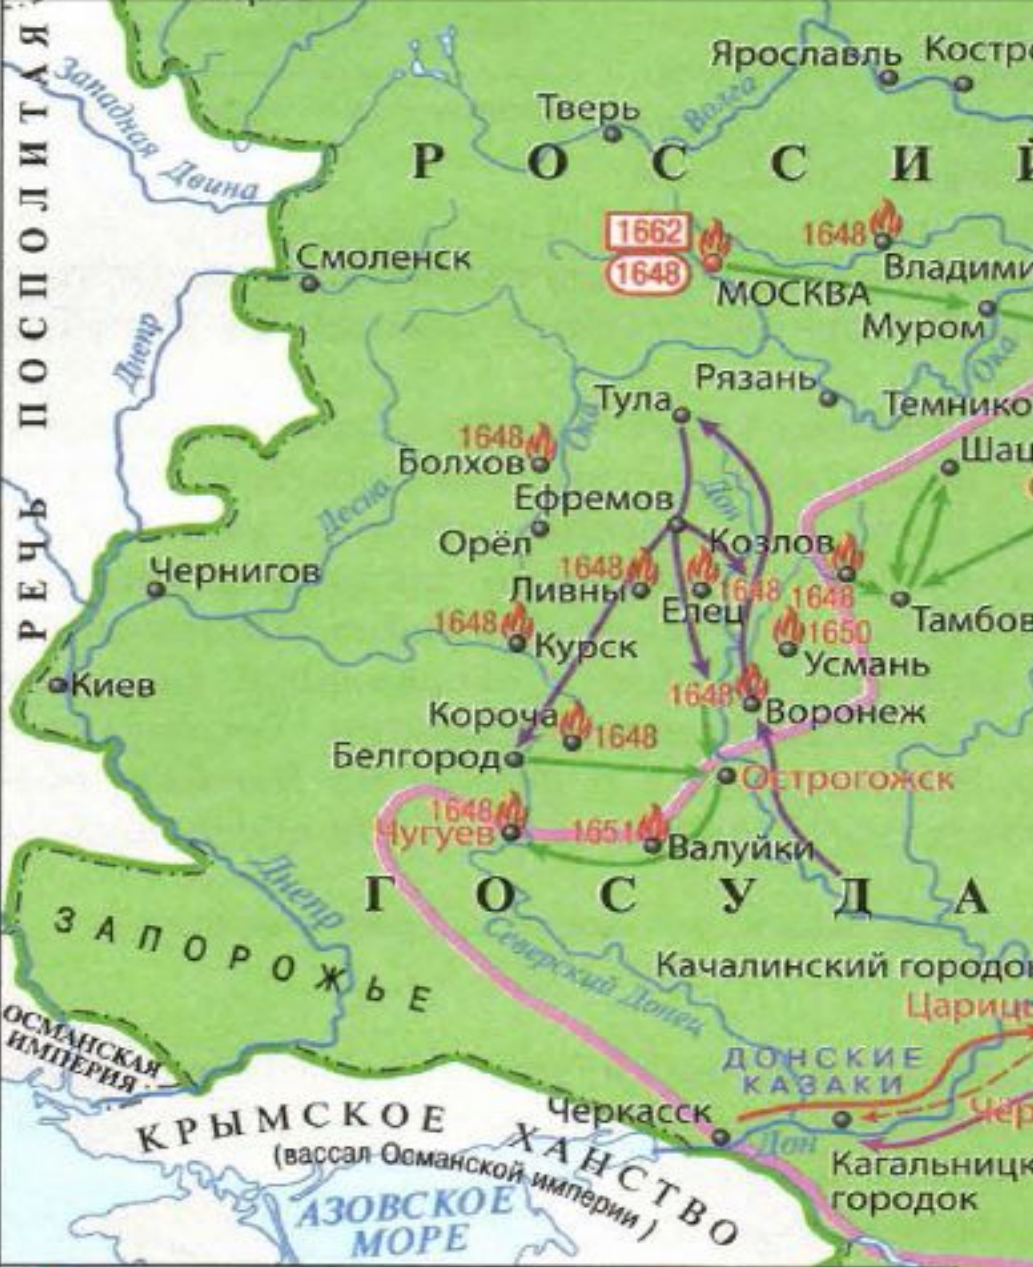 РЕЧЬ ПОСПОЛИТАЯ
Западная Двина
Ярославль
Костро
Тверь
Волга
РОССИЙ
1662
1648
МОСКВА
1648
Владими
Смоленск
Днепр
Муром
Ока
Рязань
Тула
Темнико
Шац
1648
Болхов
Ока
Ефремов
Дон
Десна
Орёл
Козлов
Чернигов
1648
Ливны
Елец
1648
1648
Тамбов
1648
Курск
1650
Усмань
Киев
1648
Воронеж
Короча
1648
Белгород
Острогожск
1648
Чугуев
1651
Валуйки
Днепр
ГОСУДА
ЗАПОРОЖЬЕ
Северский Донец
Качалинский городо
Цариц
ОСМАНСКАЯ
ИМПЕРИЯ
ДОНСКИЕ
КАЗАКИ
Черкасск
Чёр
Дон
КРЫМСКОЕ ХАНСТВО
(вассал Османской империи)
Кагальницк
городок
АЗОВСКОЕ
МОРЕ